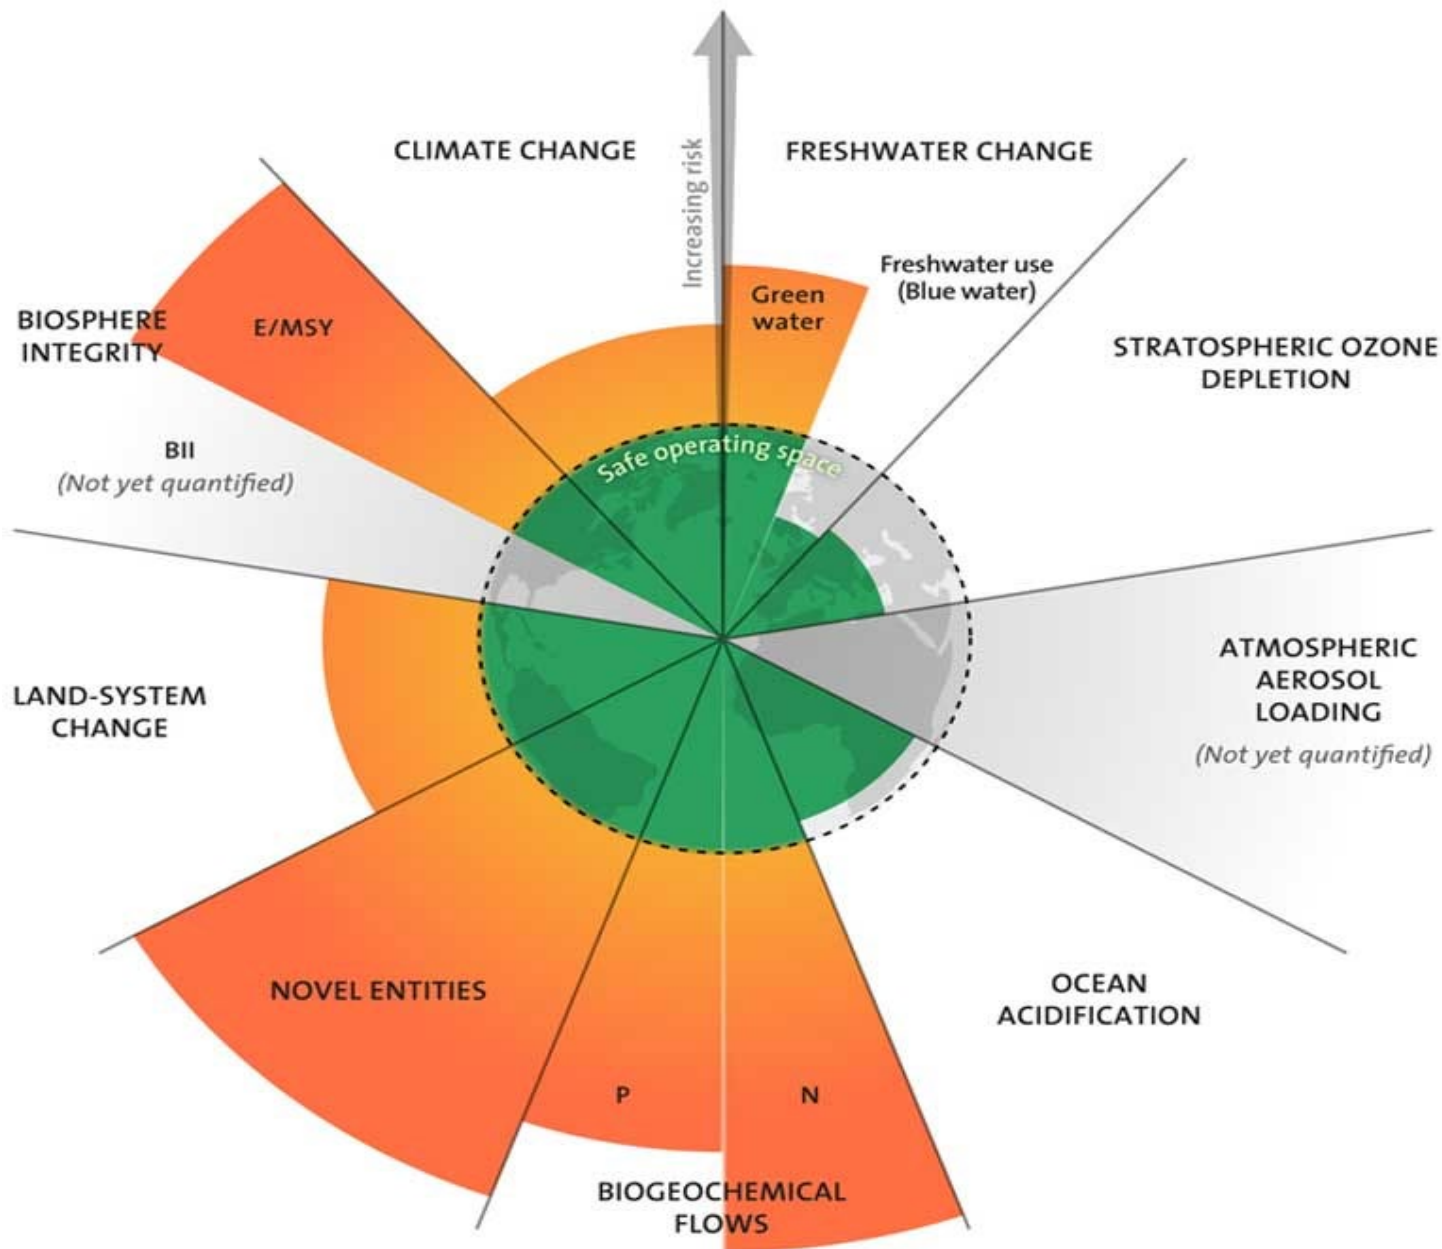 CLIMATE CHANGE
Increasing risk
FRESHWATER CHANGE
Freshwater use
(Blue water)
Green
water
BIOSPHERE
INTEGRITY
E/MSY
STRATOSPHERIC OZONE
DEPLETION
BII
(Not yet quantified)
Safe operating space
ATMOSPHERIC
AEROSOL
LOADING
(Not yet quantified)
LAND-SYSTEM
CHANGE
NOVEL ENTITIES
OCEAN
ACIDIFICATION
P
N
BIOGEOCHEMICAL
FLOWS